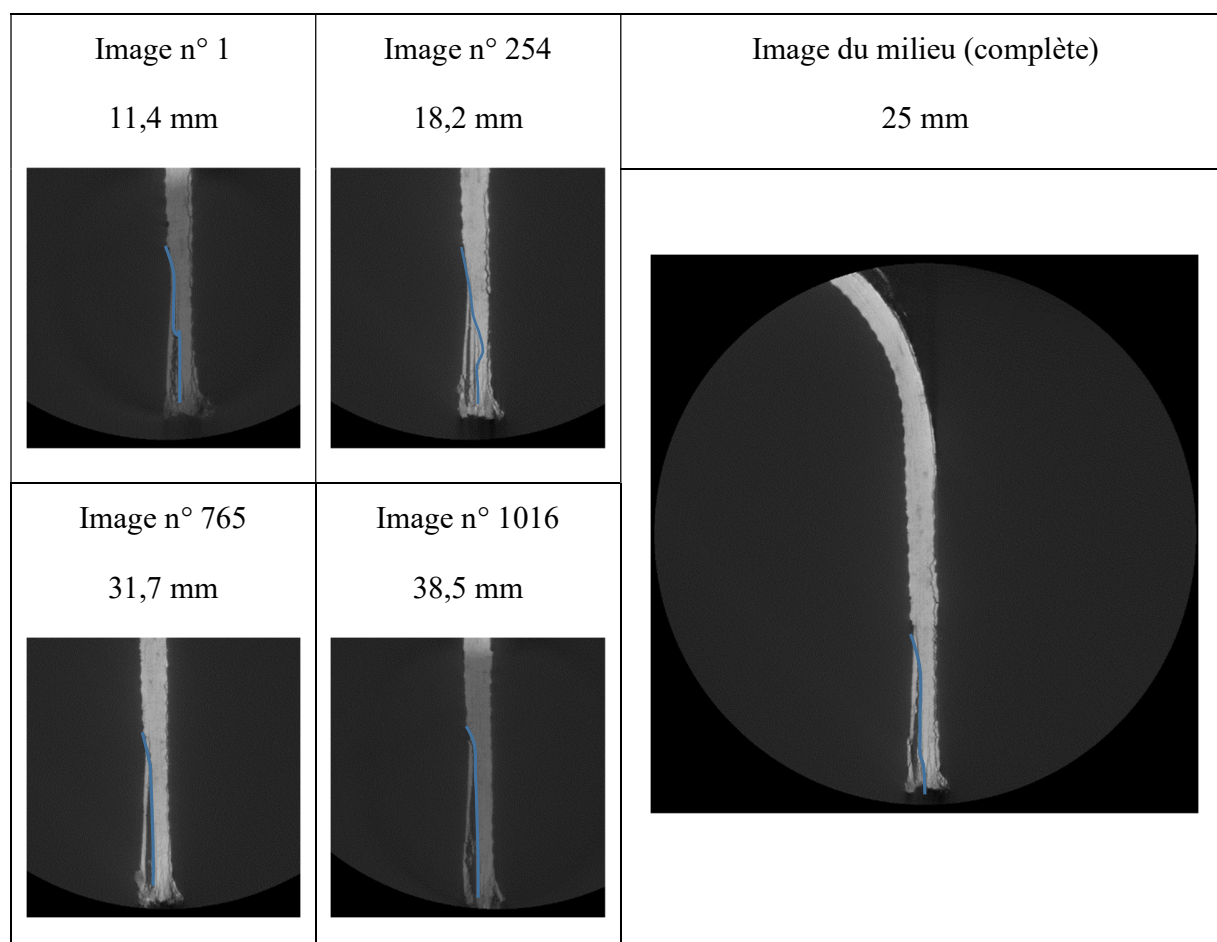 Image n° 1
11,4 mm
Image n° 254
18,2 mm
Image du milieu (complète)
25 mm
Image n° 765
31,7 mm
Image n° 1016
38,5 mm